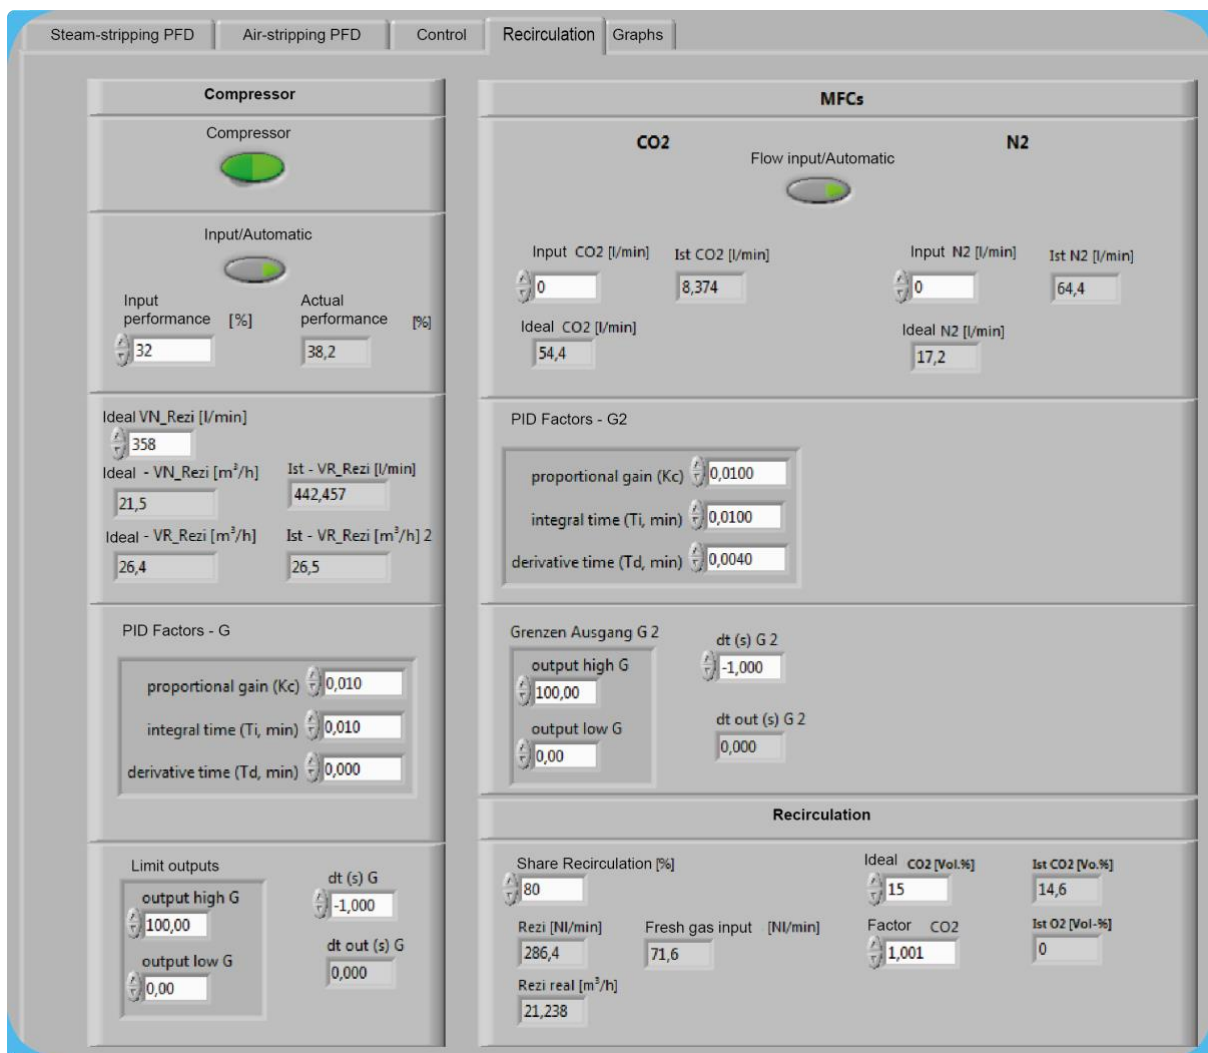 Steam-stripping PFD
Air-stripping PFD
Control
Recirculation
Graphs
Compressor
Compressor
Input/Automatic
Input
performance [%]
Actual
performance [%]
32
38,2
Ideal VN_Rezi [l/min]
358
Ideal - VN_Rezi [m³/h]
Ist - VR_Rezi [l/min]
21,5
442,457
Ideal - VR_Rezi [m³/h]
Ist - VR_Rezi [m³/h] 2
26,4
26,5
PID Factors - G
proportional gain (Kc) 0,010
integral time (Ti, min) 0,010
derivative time (Td, min) 0,000
Limit outputs
output high G
100,00
output low G
0,00
dt (s) G
-1,000
dt out (s) G
0,000
MFCs
CO2
N2
Flow input/Automatic
Input CO2 [l/min]
Ist CO2 [l/min]
0
8,374
Ideal CO2 [l/min]
54,4
Input N2 [l/min]
Ist N2 [l/min]
0
64,4
Ideal N2 [l/min]
17,2
PID Factors - G2
proportional gain (Kc) 0,0100
integral time (Ti, min) 0,0100
derivative time (Td, min) 0,0040
Grenzen Ausgang G 2
output high G
100,00
output low G
0,00
dt (s) G 2
-1,000
dt out (s) G 2
0,000
Recirculation
Share Recirculation [%]
80
Rezi [Nl/min]
286,4
Fresh gas input [Nl/min]
71,6
Rezi real [m³/h]
21,238
Ideal CO2 [Vol.%]
15
Ist CO2 [Vo.%]
14,6
Factor CO2
1,001
Ist O2 [Vol-%]
0